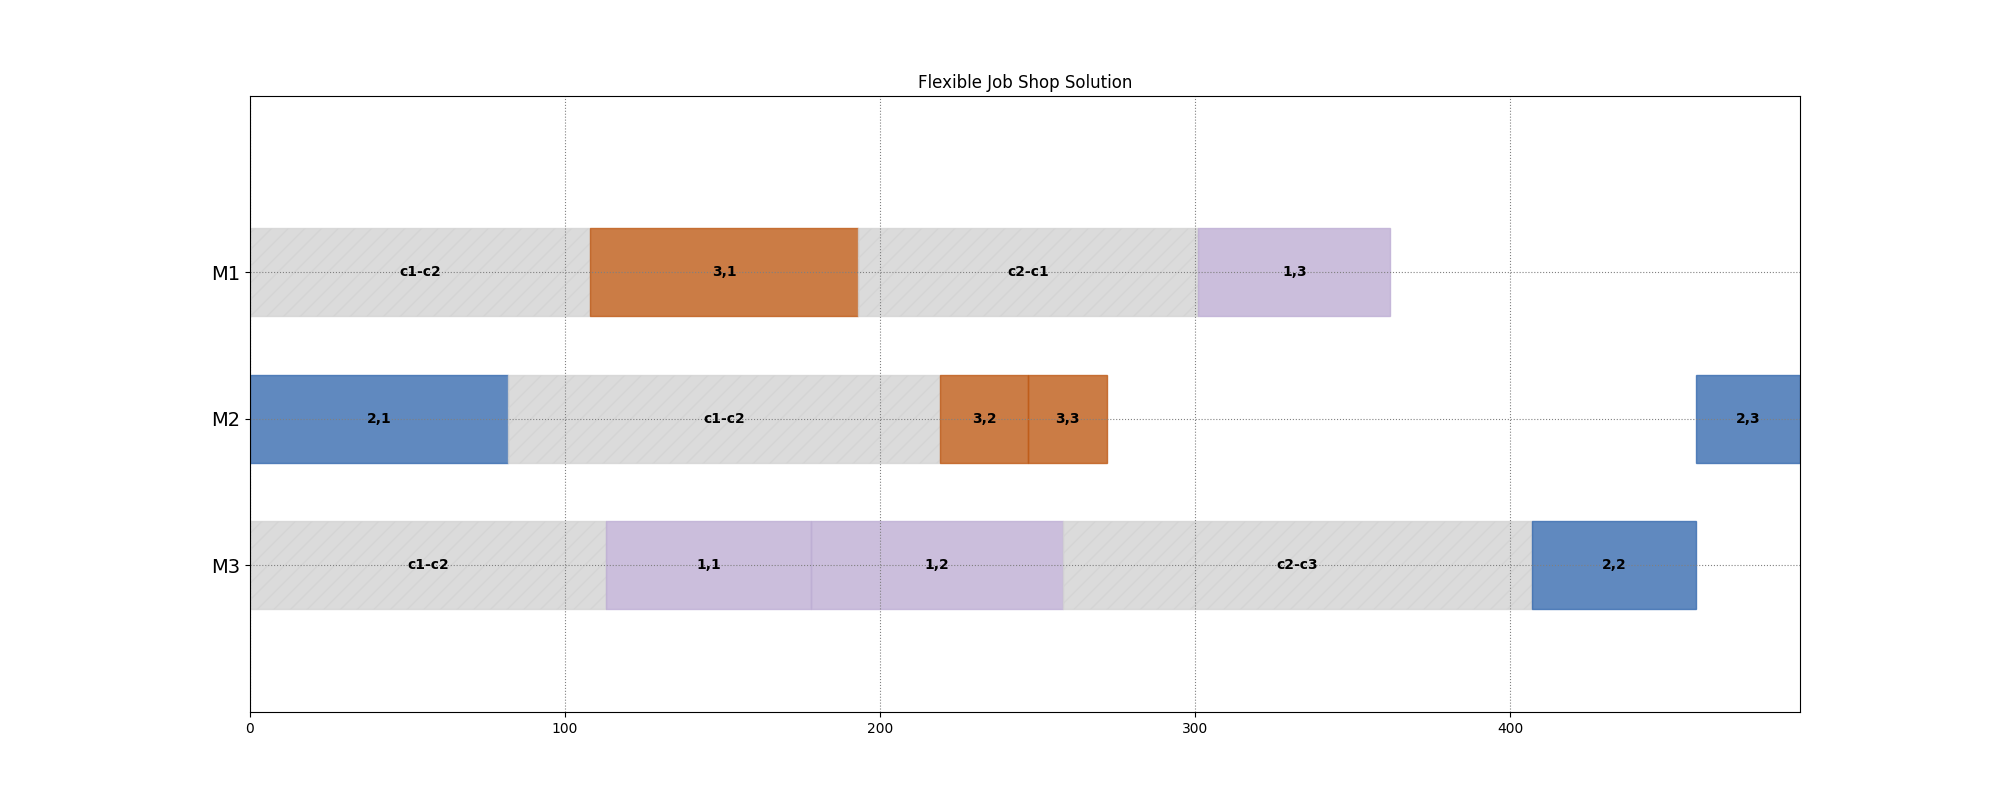 Flexible Job Shop Solution
M1
c1-c2
3,1
c2-c1
1,3
M2
2,1
c1-c2
3,2
3,3
2,3
M3
c1-c2
1,1
1,2
c2-c3
2,2
0 100 200 300 400